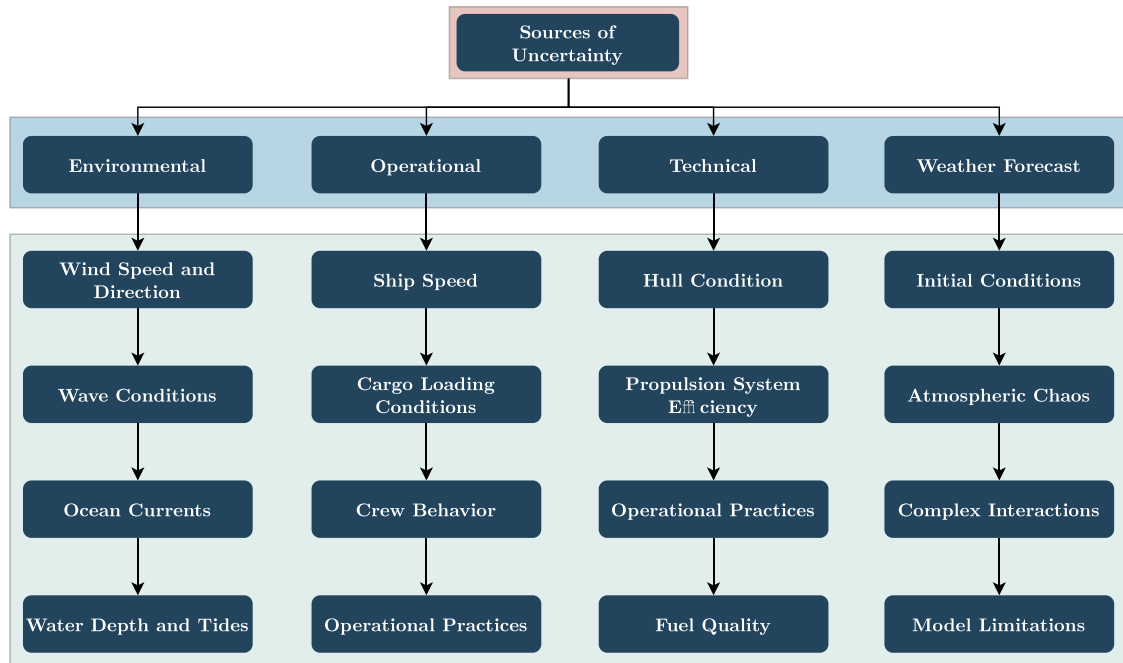 Sources of
Uncertainty
Environmental
Operational
Technical
Weather Forecast
Wind Speed and
Direction
Ship Speed
Hull Condition
Initial Conditions
Wave Conditions
Cargo Loading
Conditions
Propulsion System
Effi ciency
Atmospheric Chaos
Ocean Currents
Crew Behavior
Operational Practices
Complex Interactions
Water Depth and Tides
Operational Practices
Fuel Quality
Model Limitations